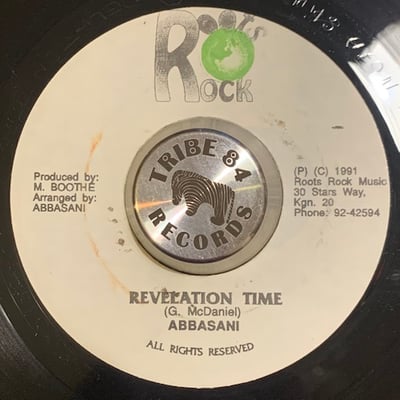 Roots
Rock
Produced by:
M. BOOTHE
Arranged by:
ABBASANI
TRIBE 84
RECORDS
(P) (C) 1991
Roots Rock Music
30 Stars Way,
Kgn. 20
Phone: 92-42594
REVELATION TIME
(G. McDaniel)
ABBASANI
ALL RIGHTS RESERVED